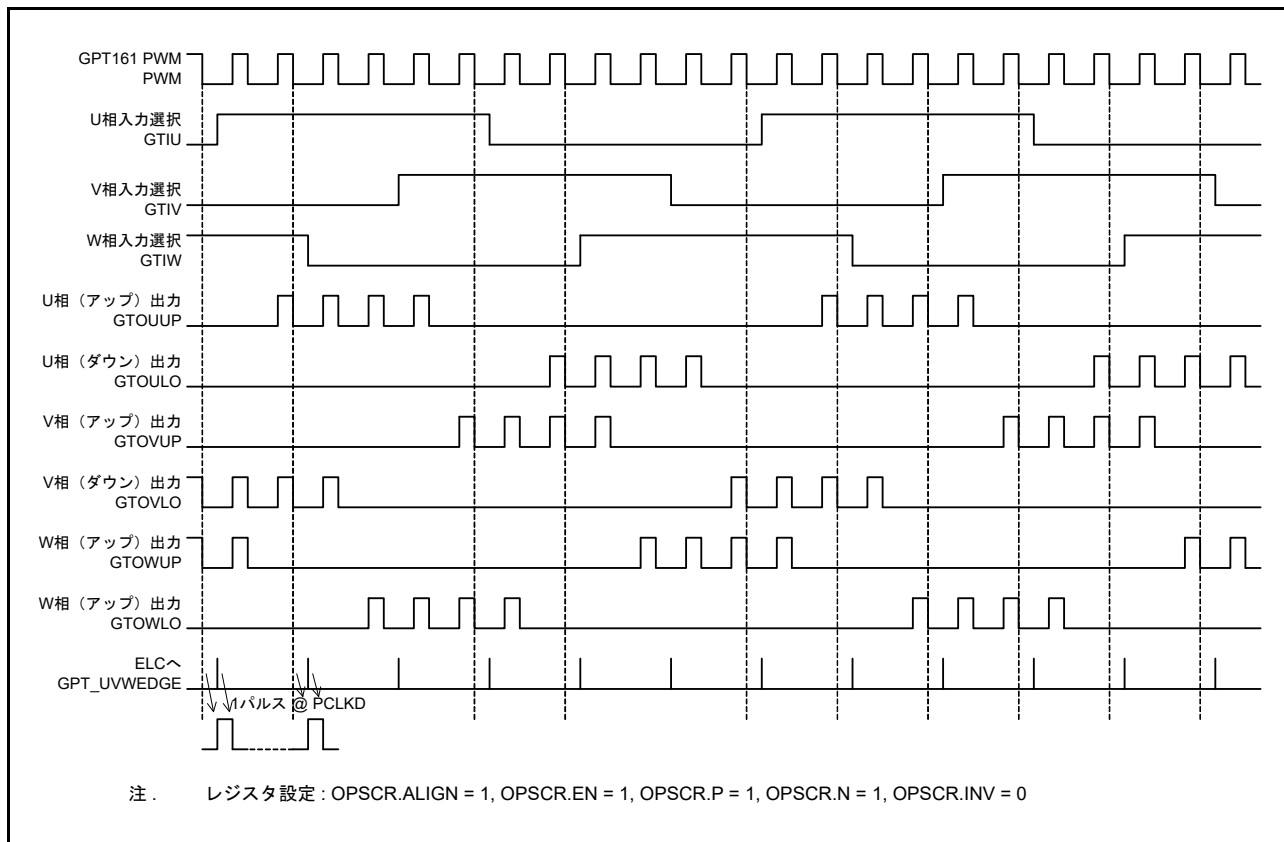 GPT161 PWM
PWM
U相入力選択
GTIU
V相入力選択
GTIV
W相入力選択
GTIW
U相（アップ）出力
GTOUUP
U相（ダウン）出力
GTOULO
V相（アップ）出力
GTOVUP
V相（ダウン）出力
GTOVLO
W相（アップ）出力
GTOWUP
W相（アップ）出力
GTOWLO
ELCへ
GPT_UVWEDGE
1パルス @ PCLKD
注 . レジスタ設定 : OPSCR.ALIGN = 1, OPSCR.EN = 1, OPSCR.P = 1, OPSCR.N = 1, OPSCR.INV = 0